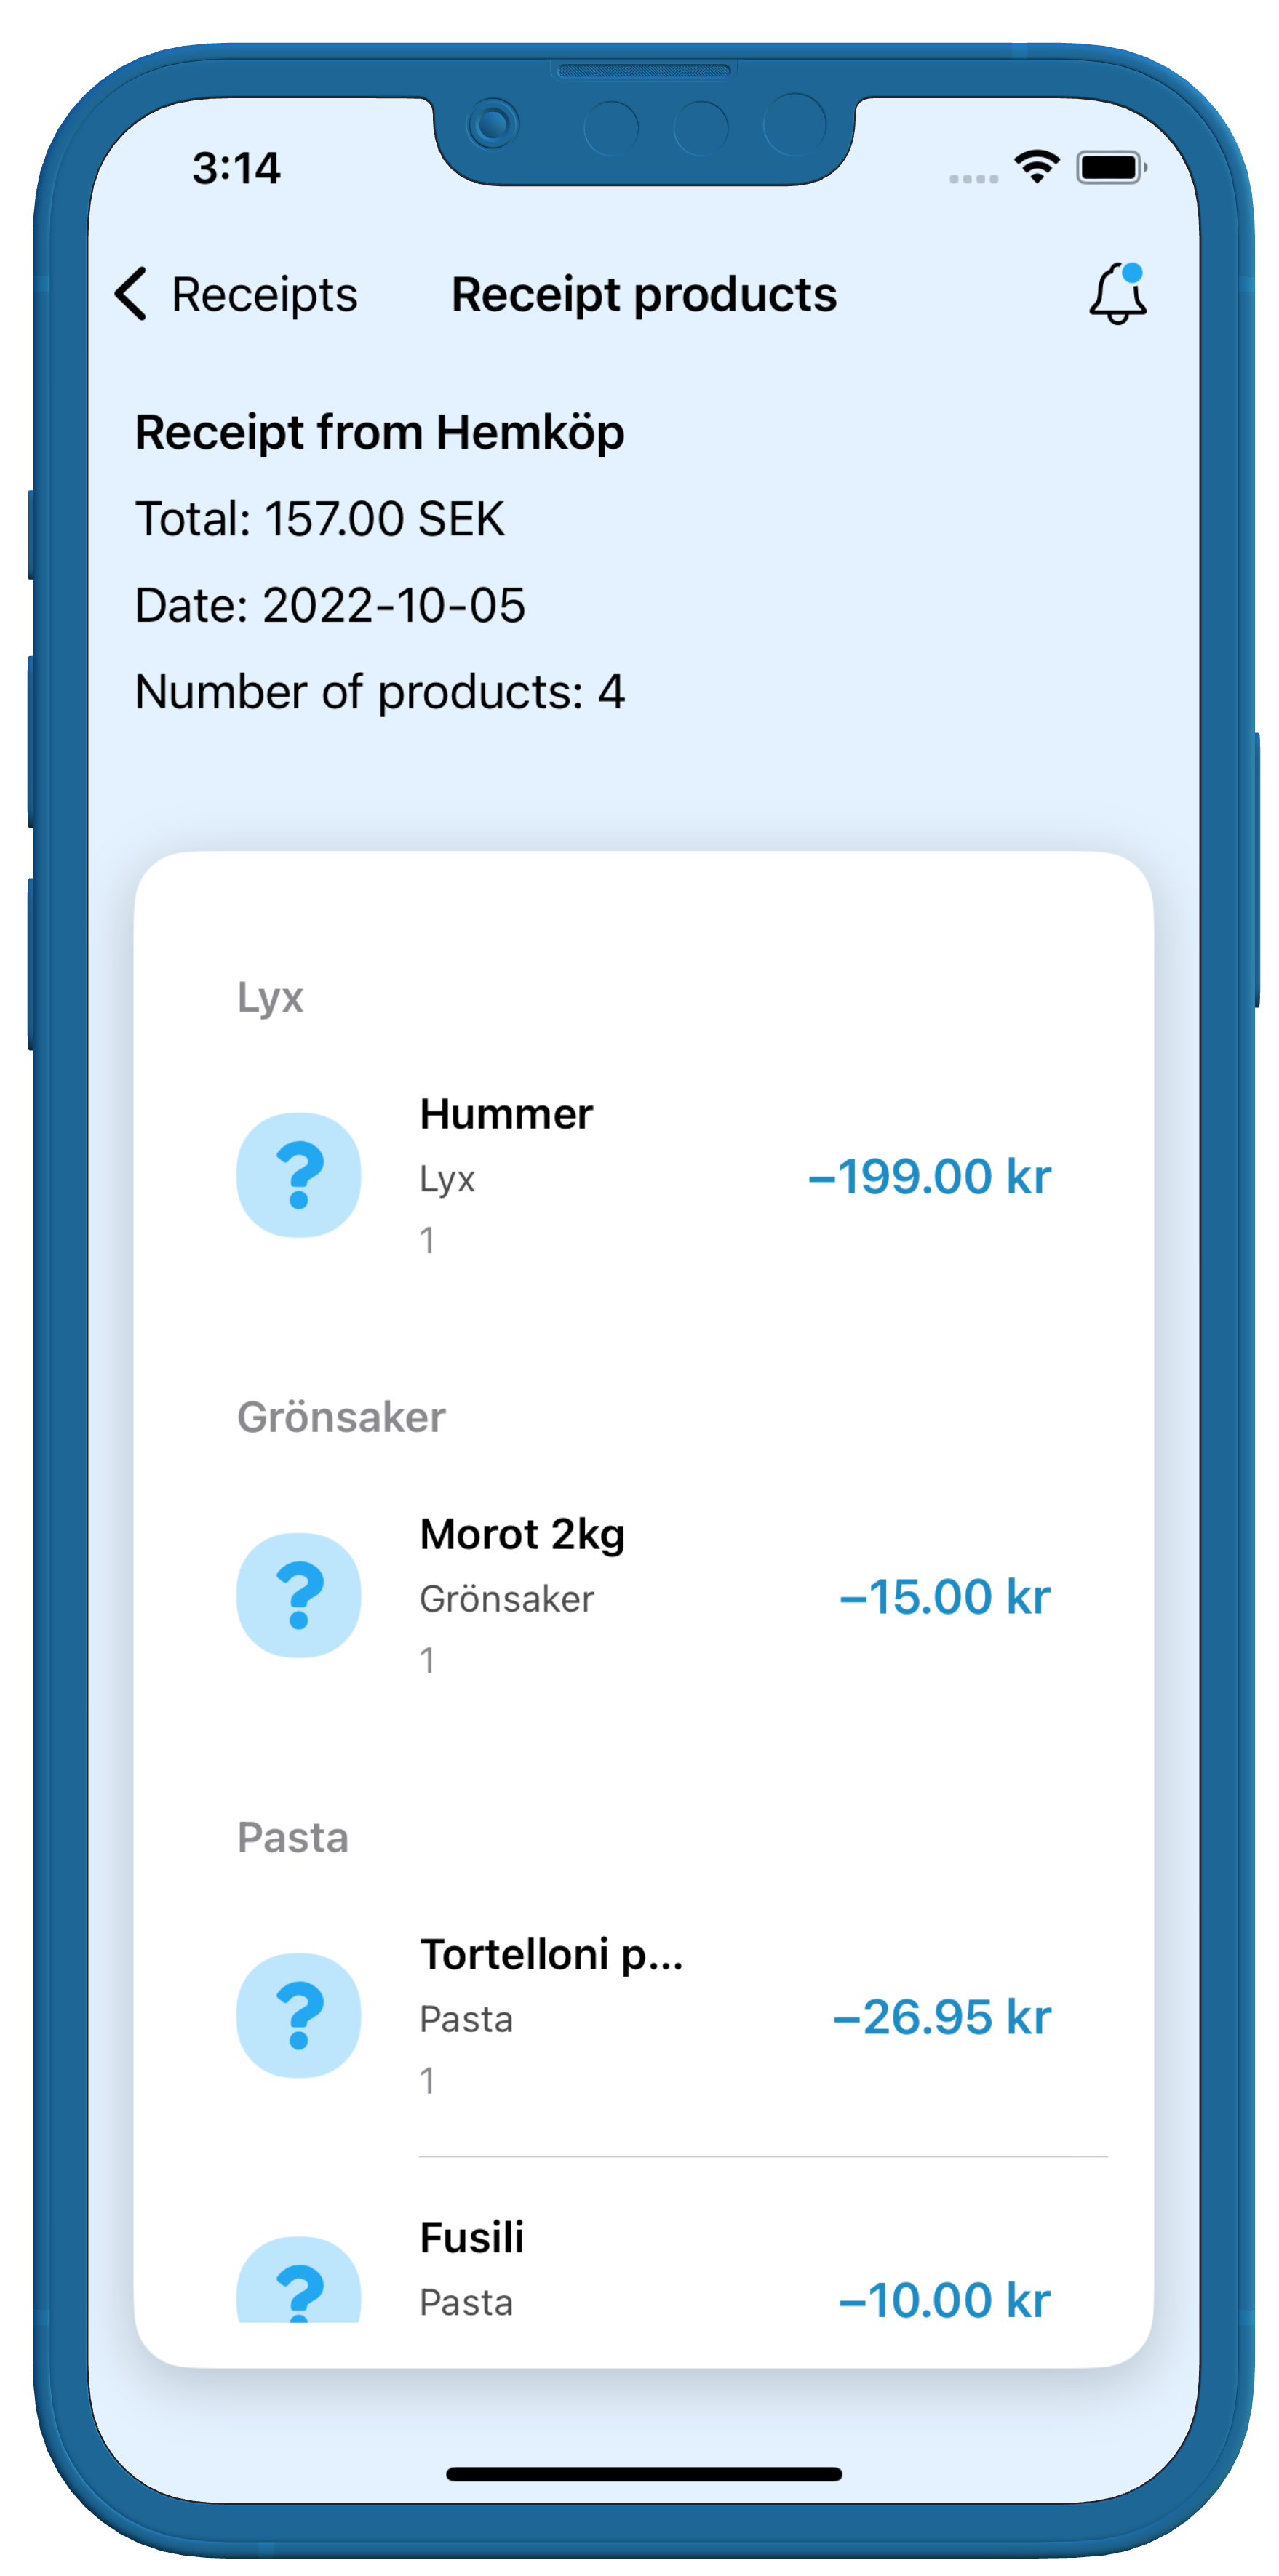 3:14
Receipts Receipt products
Receipt from Hemköp
Total: 157.00 SEK
Date: 2022-10-05
Number of products: 4
Lyx
Hummer
Lyx –199.00 kr
1
Grönsaker
Morot 2kg
Grönsaker –15.00 kr
1
Pasta
Tortelloni p...
Pasta –26.95 kr
1
Fusili
Pasta –10.00 kr